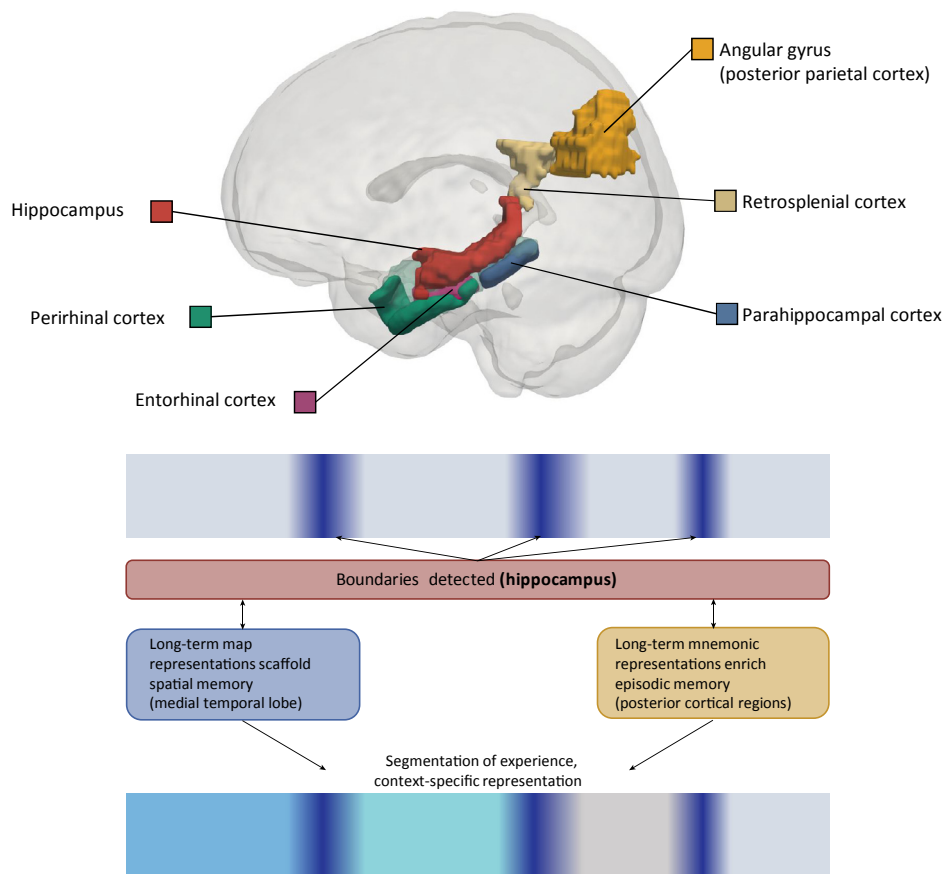 Angular gyrus
(posterior parietal cortex)
Hippocampus
Retrosplenial cortex
Perirhinal cortex
Parahippocampal cortex
Entorhinal cortex
Boundaries detected (hippocampus)
Long-term map
representations scaffold
spatial memory
(medial temporal lobe)
Long-term mnemonic
representations enrich
episodic memory
(posterior cortical regions)
Segmentation of experience,
context-specific representation